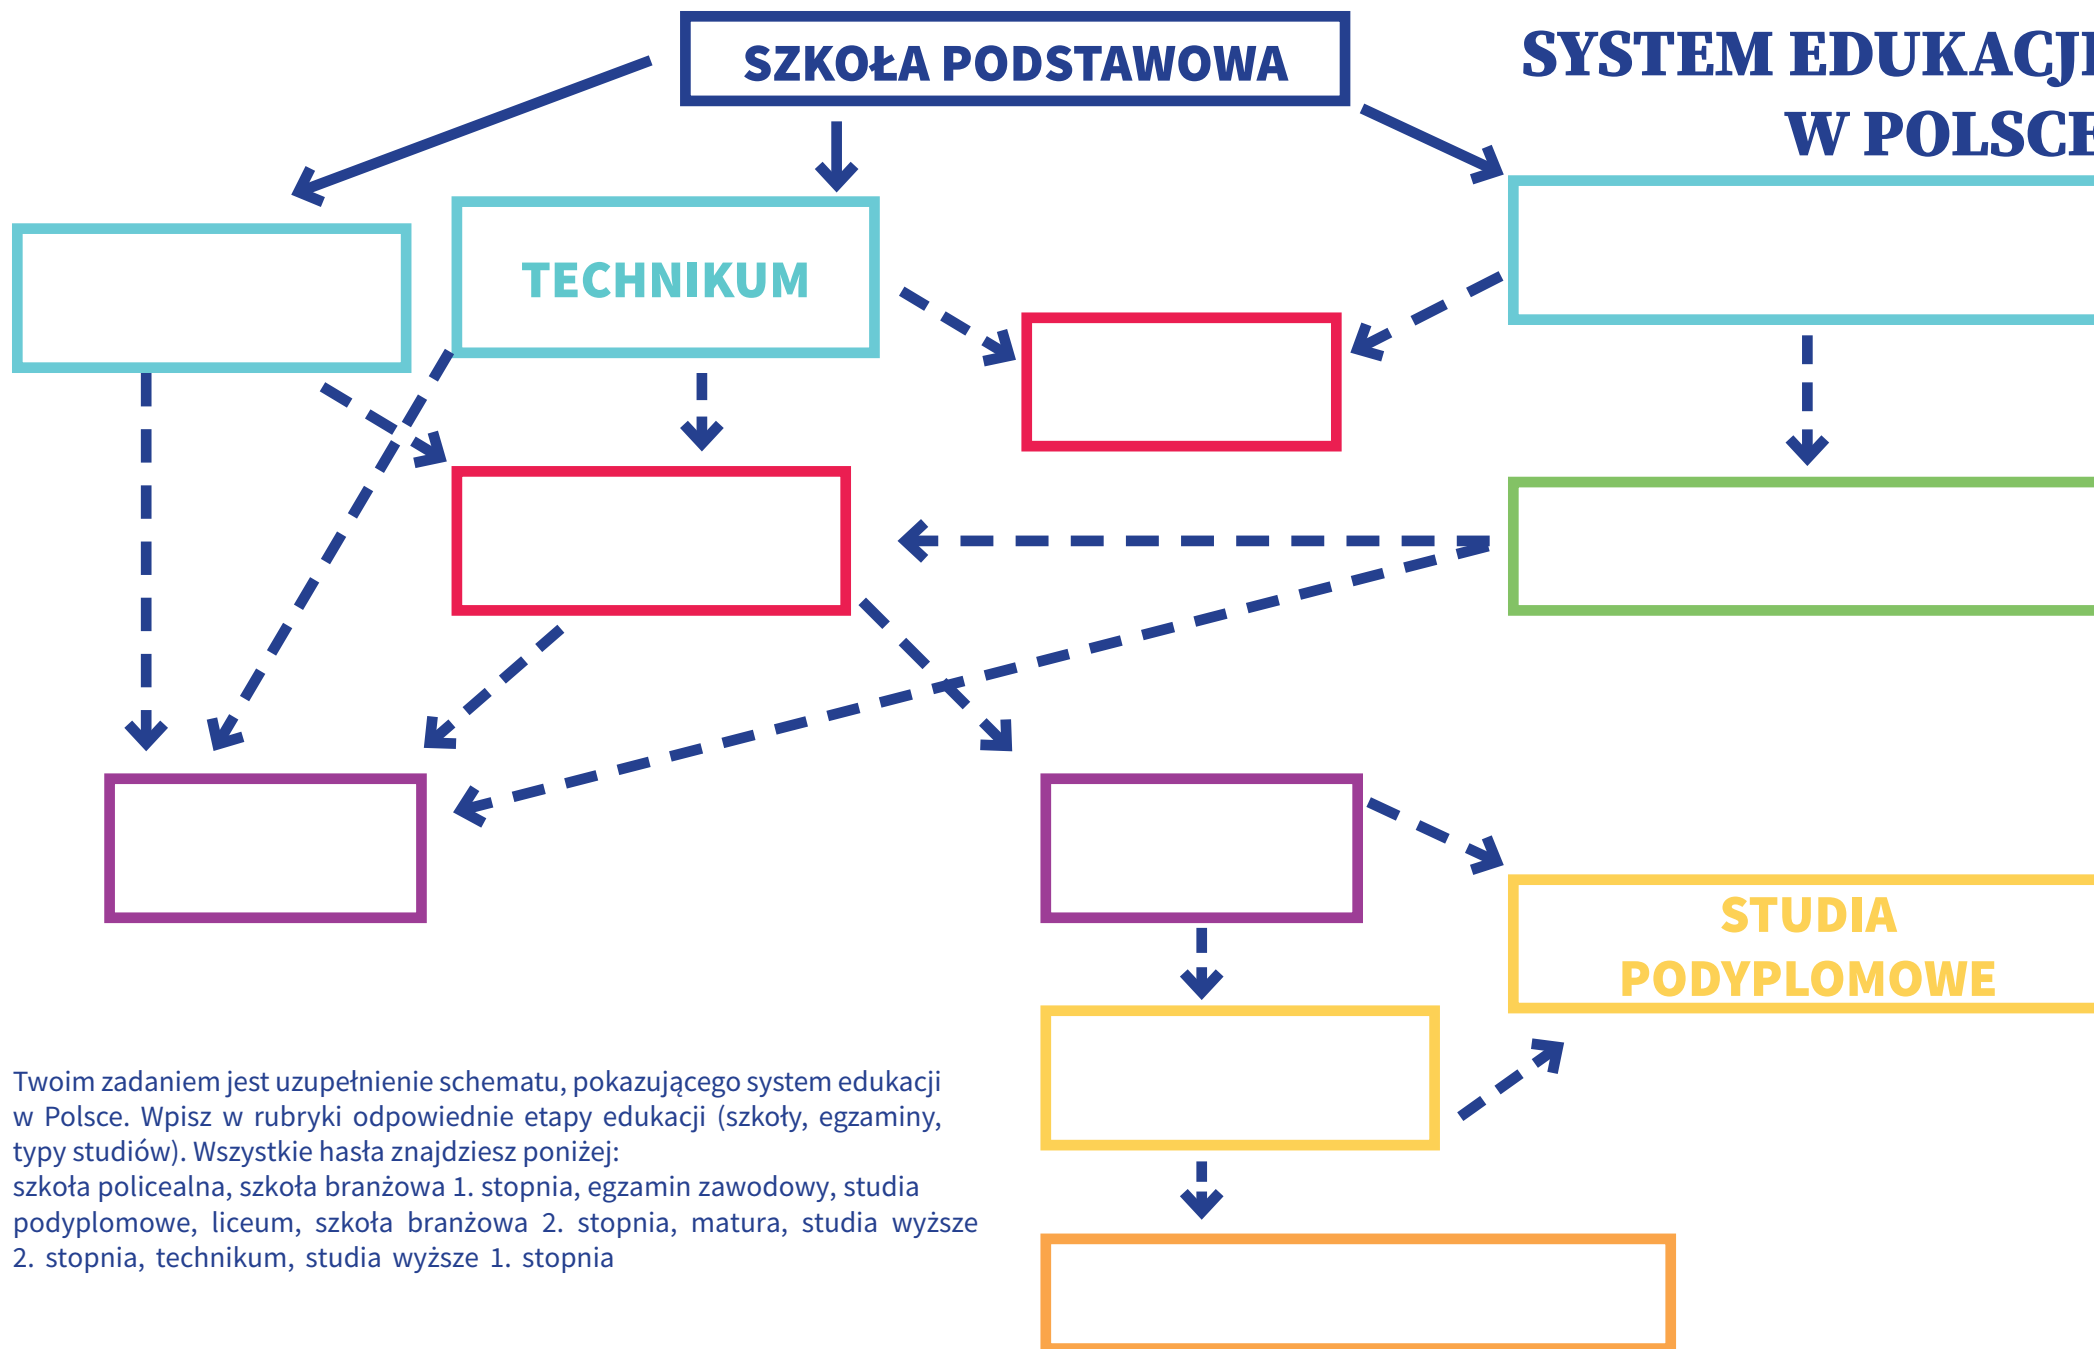 SZKOŁA PODSTAWOWA
SYSTEM EDUKACJI
W POLSCE
TECHNIKUM
STUDIA
PODYPLOMOWE
Twoim zadaniem jest uzupełnienie schematu, pokazującego system edukacji
w Polsce. Wpisz w rubryki odpowiednie etapy edukacji (szkoły, egzaminy,
typy studiów). Wszystkie hasła znajdziesz poniżej:
szkoła policealna, szkoła branżowa 1. stopnia, egzamin zawodowy, studia
podyplomowe, liceum, szkoła branżowa 2. stopnia, matura, studia wyższe
2. stopnia, technikum, studia wyższe 1. stopnia